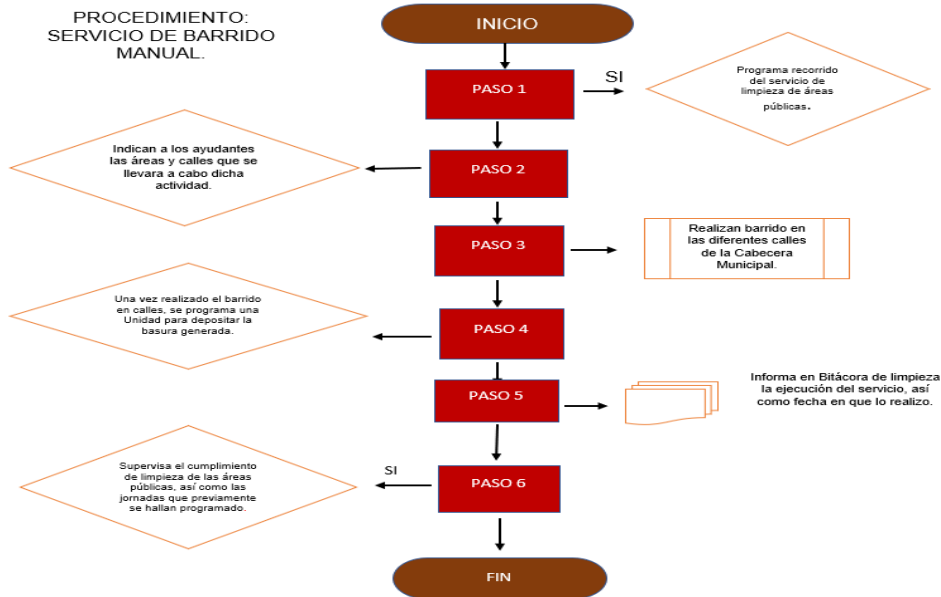 PROCEDIMIENTO:
SERVICIO DE BARRIDO
MANUAL.
INICIO
PASO 1
SI
Programa recorrido
del servicio de
limpieza de áreas
públicas.
Indican a los ayudantes
las áreas y calles que se
llevara a cabo dicha
actividad.
PASO 2
PASO 3
Realizan barrido en
las diferentes calles
de la Cabecera
Municipal.
Una vez realizado el barrido
en calles, se programa una
Unidad para depositar la
basura generada.
PASO 4
PASO 5
Informa en Bitácora de limpieza
la ejecución del servicio, así
como fecha en que lo realizo.
Supervisa el cumplimiento
de limpieza de las áreas
públicas, así como las
jornadas que previamente
se hallan programado.
SI
PASO 6
FIN